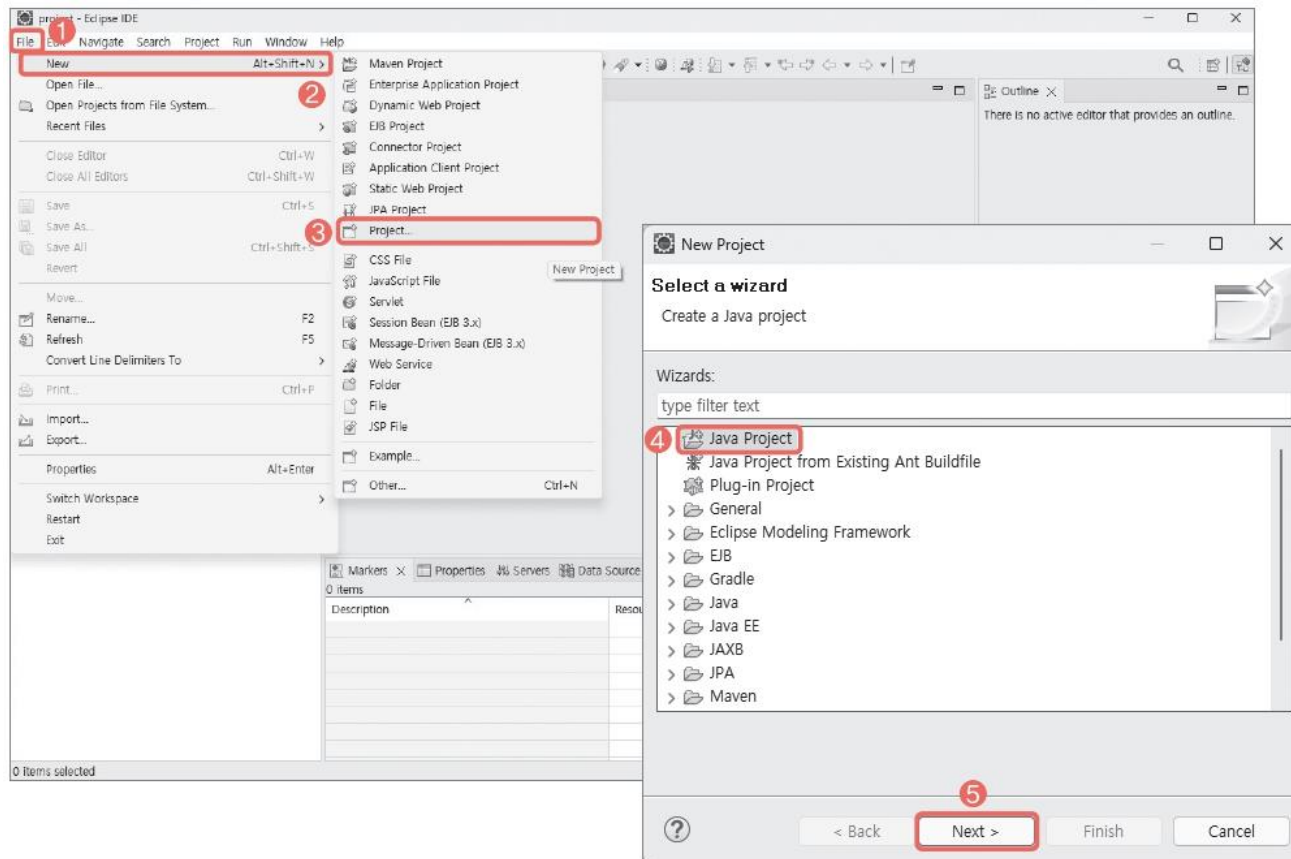 project - Eclipse IDE
1
File Edit Navigate Search Project Run Window Help
New Alt+Shift+N >
2
Open File...
Open Projects from File System...
Recent Files >
Close Editor Ctrl+W
Close All Editors Ctrl+Shift+W
Save Ctrl+S
Save As...
Save All Ctrl+Shift+S
Revert
Move...
Rename... F2
Refresh F5
Convert Line Delimiters To >
Print... Ctrl+P
Import...
Export...
Properties Alt+Enter
Switch Workspace >
Restart
Exit
Maven Project
Enterprise Application Project
Dynamic Web Project
EJB Project
Connector Project
Application Client Project
Static Web Project
JPA Project
3
Project...
CSS File
New Project
JavaScript File
Servlet
Session Bean (EJB 3.x)
Message-Driven Bean (EJB 3.x)
Web Service
Folder
File
JSP File
Example...
Other... Ctrl+N
Outline
There is no active editor that provides an outline.
Markers Properties Servers Data Source
0 items
Description Resou
0 items selected
New Project
Select a wizard
Create a Java project
Wizards:
type filter text
4
Java Project
Java Project from Existing Ant Buildfile
Plug-in Project
> General
> Eclipse Modeling Framework
> EJB
> Gradle
> Java
> Java EE
> JAXB
> JPA
> Maven
5
? < Back Next > Finish Cancel